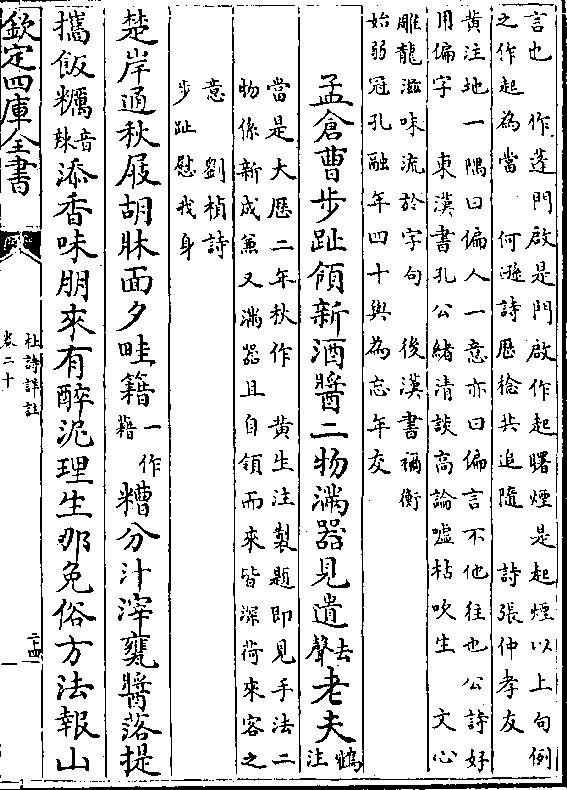 言也　作蓬門啟是門啟作起曙煙是起煙以上句例
之作起為當　何遜詩歷稔共追隨　詩張仲孝友
黄注地一隅曰偏人一意亦曰偏言不他往也公詩好
用偏字　東漢書孔公緒清談高論噓枯吹生　文心
雕龍滋味流於字句　後漢書禰衡
始弱冠孔融年四十與為忘年友
孟倉曹步趾領新酒醬二物滿器見遺去聲老夫鶴注
當是大歷二年秋作　黄生注製題即見手法二
物係新成兼又滿器且自領而來皆深荷來客之
意　劉楨詩
步趾慰我身
楚岸通秋屐胡牀面夕畦籍一作藉糟分汁滓甕醬落提
攜飯糲音辣添香味朋來有醉泥理生那免俗方法報山
欽定四庫全書
杜詩詳註
卷二十
二十四